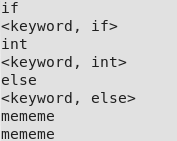 if
<keyword, if>
int
<keyword, int>
else
<keyword, else>
mememe
mememe